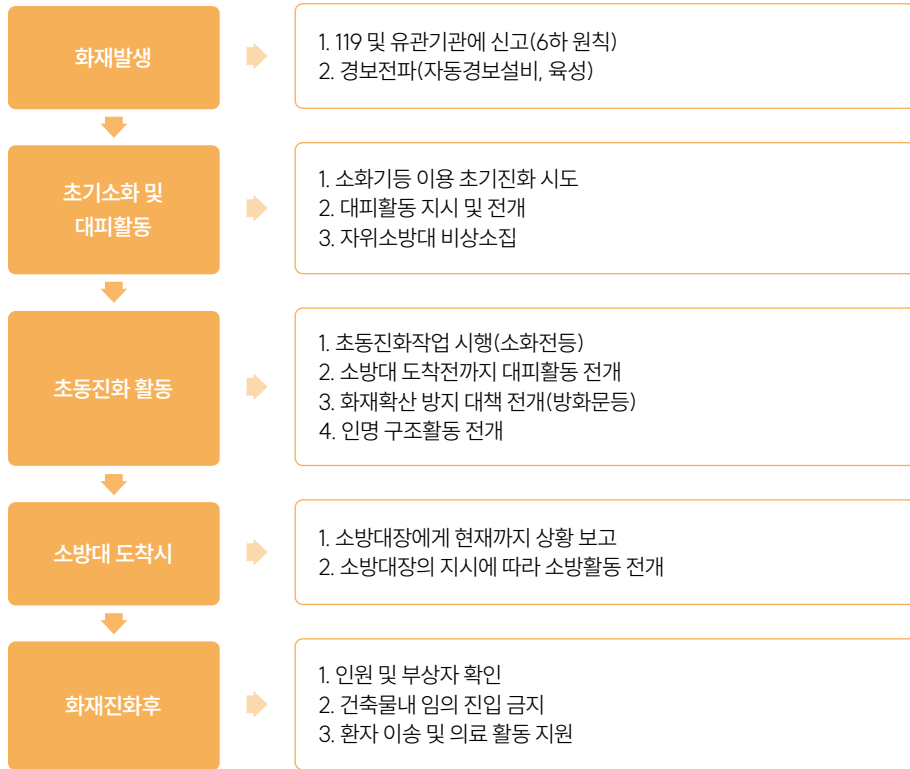 화재발생
1. 119 및 유관기관에 신고(6하 원칙)
2. 경보전파(자동경보설비, 육성)
초기소화 및
대피활동
1. 소화기등 이용 초기진화 시도
2. 대피활동 지시 및 전개
3. 자위소방대 비상소집
초동진화 활동
1. 초동진화작업 시행(소화전등)
2. 소방대 도착전까지 대피활동 전개
3. 화재확산 방지 대책 전개(방화문등)
4. 인명 구조활동 전개
소방대 도착시
1. 소방대장에게 현재까지 상황 보고
2. 소방대장의 지시에 따라 소방활동 전개
화재진화후
1. 인원 및 부상자 확인
2. 건축물내 임의 진입 금지
3. 환자 이송 및 의료 활동 지원